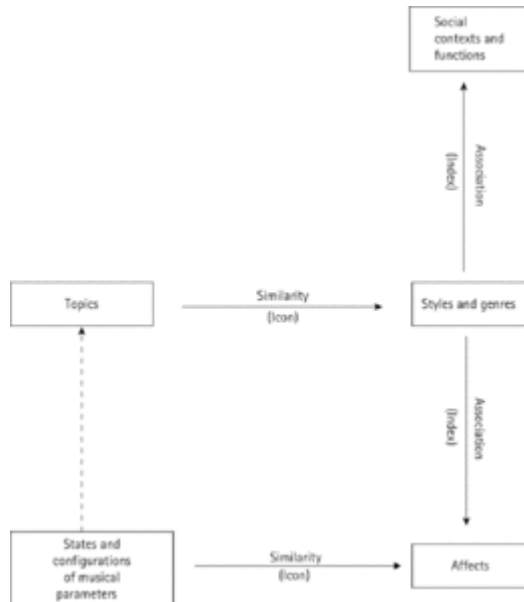 Social
contexts and
functions
Association
(Index)
Topics
Similarity
(Icon)
Styles and genres
Association
(Index)
States and
configurations
of musical
parameters
Similarity
(Icon)
Affects